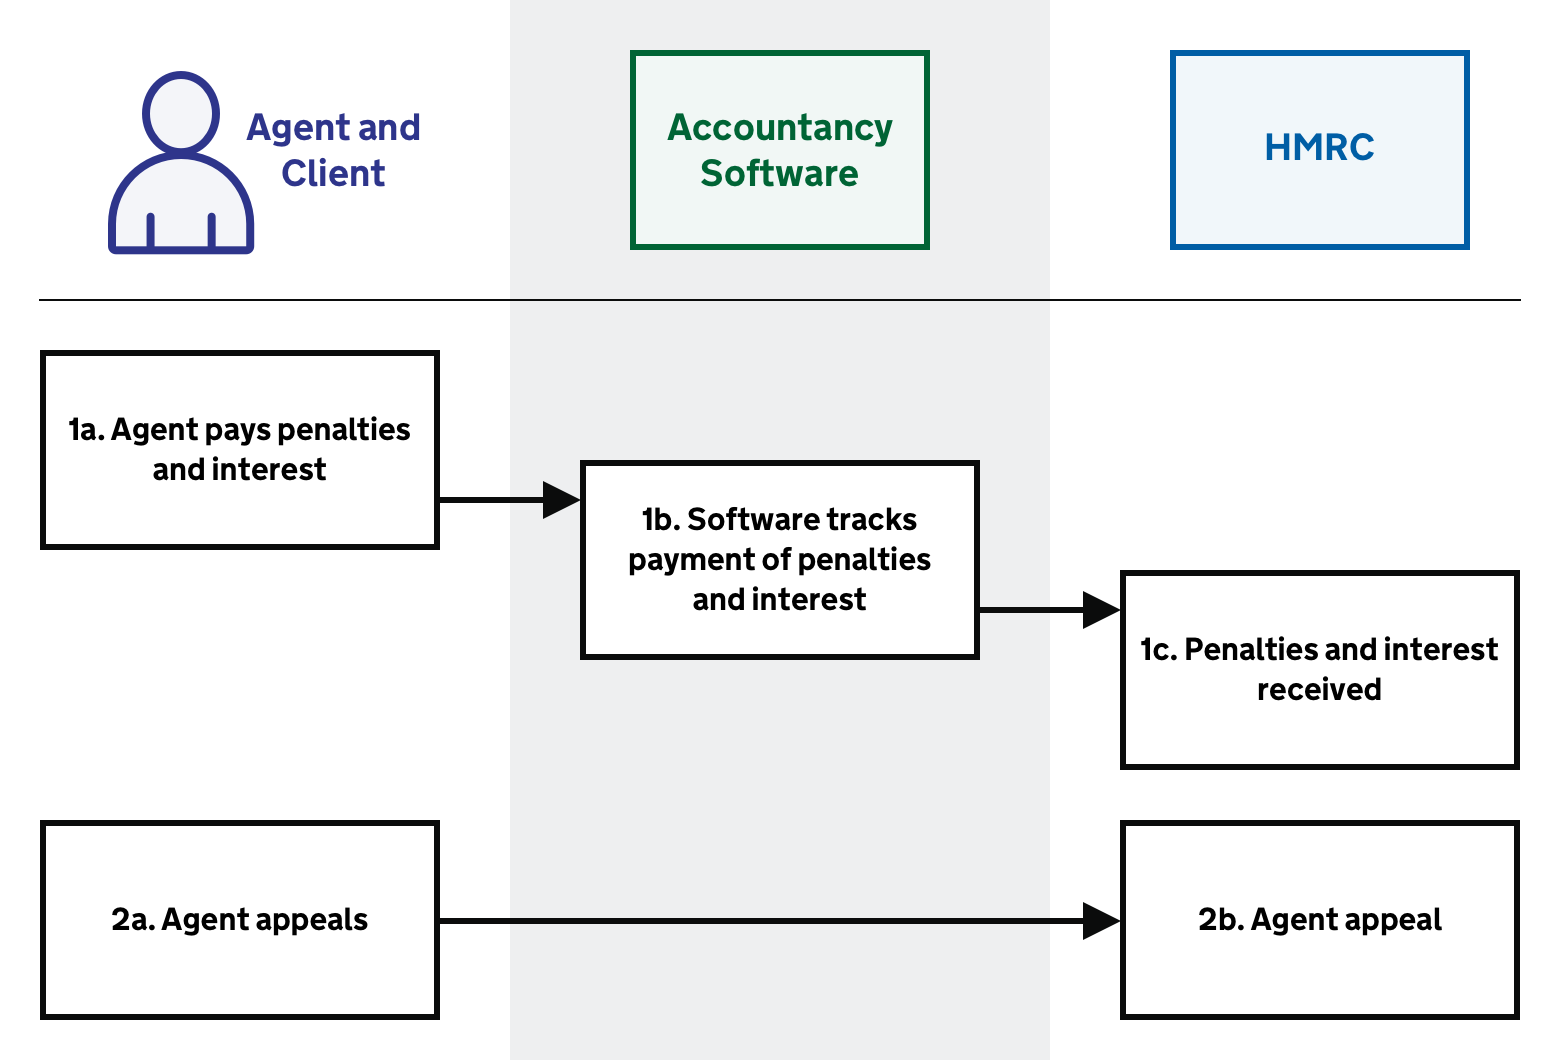 Agent and
Client
Accountancy
Software
HMRC
1a. Agent pays penalties
and interest
1b. Software tracks
payment of penalties
and interest
1c. Penalties and interest
received
2a. Agent appeals
2b. Agent appeal